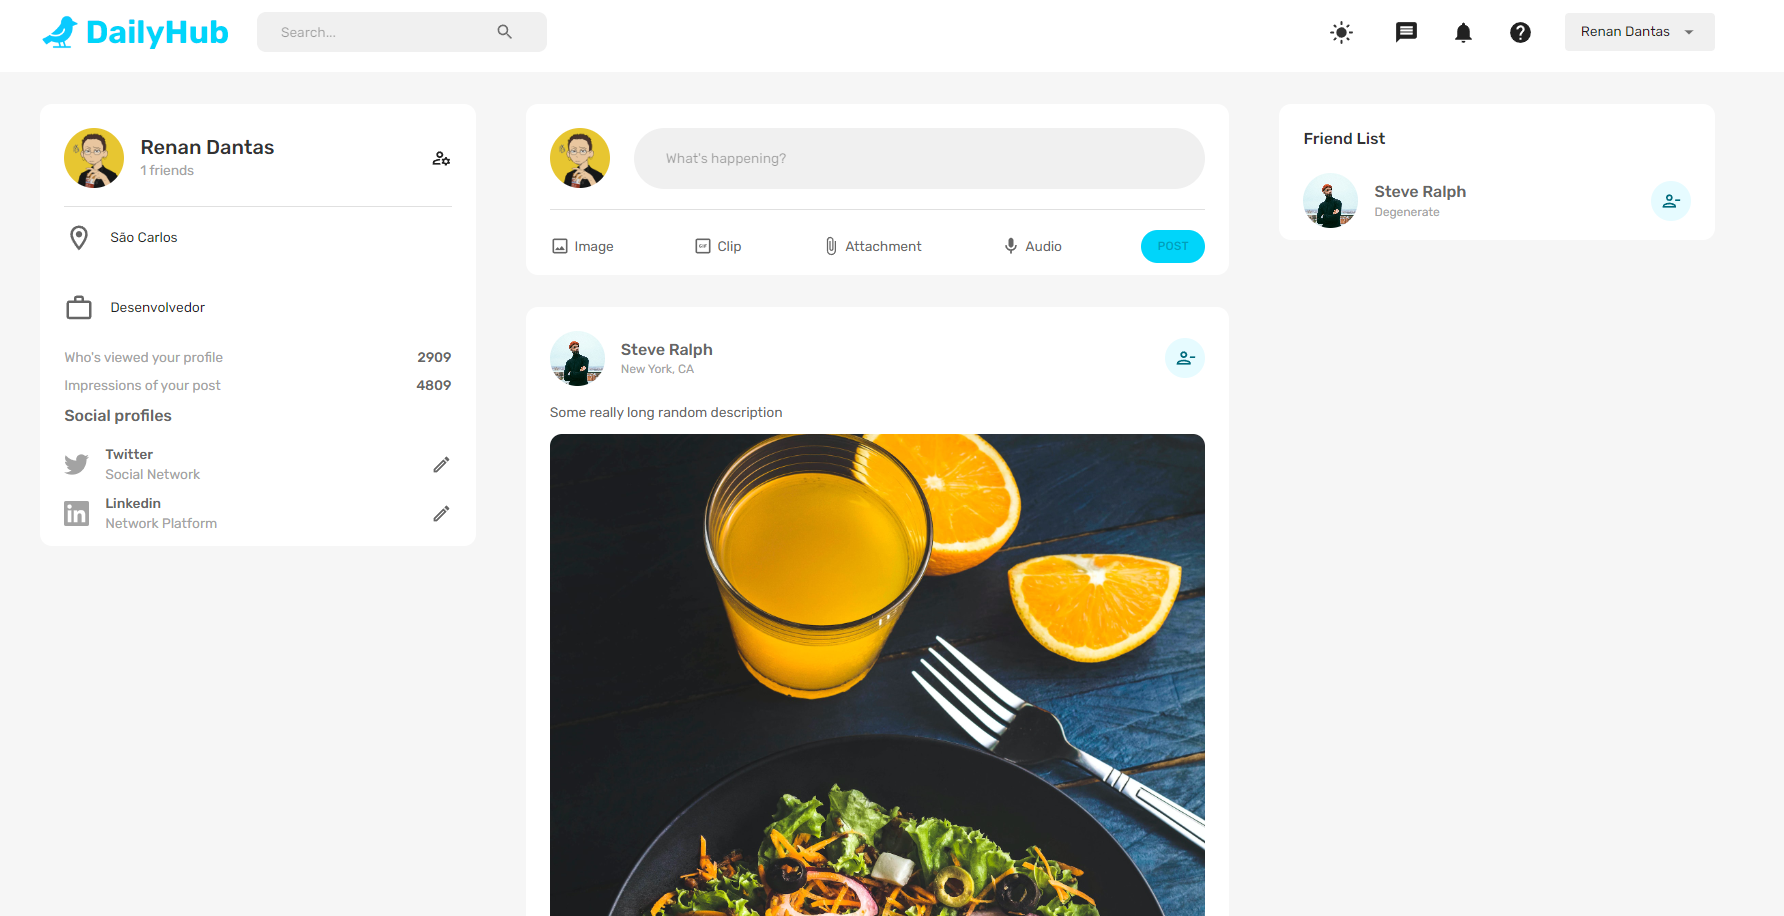 DailyHub
Search...
Renan Dantas
Renan Dantas
1 friends
São Carlos
Desenvolvedor
Who's viewed your profile 2909
Impressions of your post 4809
Social profiles
Twitter
Social Network
Linkedin
Network Platform
What's happening?
Image
GIF
Clip
Attachment
Audio
POST
Steve Ralph
New York, CA
Some really long random description
Friend List
Steve Ralph
Degenerate